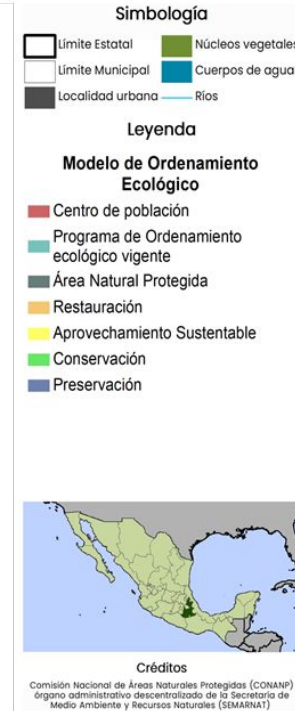 Simbología
Límite Estatal
Núcleos vegetales
Límite Municipal
Cuerpos de agua
Localidad urbana
Ríos
Leyenda
Modelo de Ordenamiento
Ecológico
Centro de población
Programa de Ordenamiento
ecológico vigente
Área Natural Protegida
Restauración
Aprovechamiento Sustentable
Conservación
Preservación
Créditos
Comisión Nacional de Áreas Naturales Protegidas (CONANP)
órgano administrativo descentralizado de la Secretaría de
Medio Ambiente y Recursos Naturales (SEMARNAT)